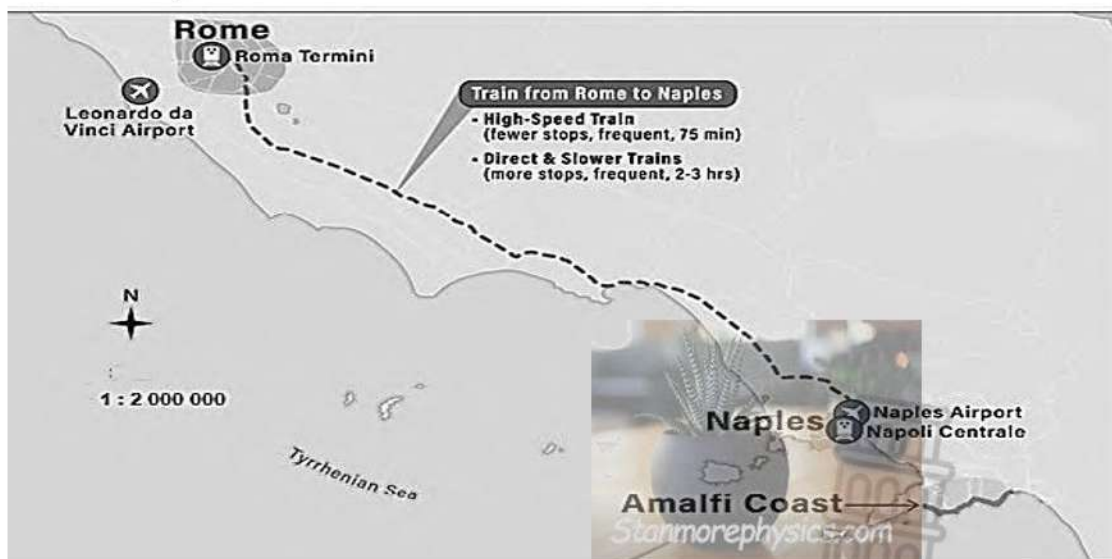 Rome
Roma Termini
Leonardo da
Vinci Airport
Train from Rome to Naples
- High-Speed Train
(fewer stops, frequent, 75 min)
- Direct & Slower Trains
(more stops, frequent, 2-3 hrs)
N
1 : 2 000 000
Tyrrhenian Sea
Naples
Naples Airport
Napoli Centrale
Amalfi Coast
Stanmorephysics.com